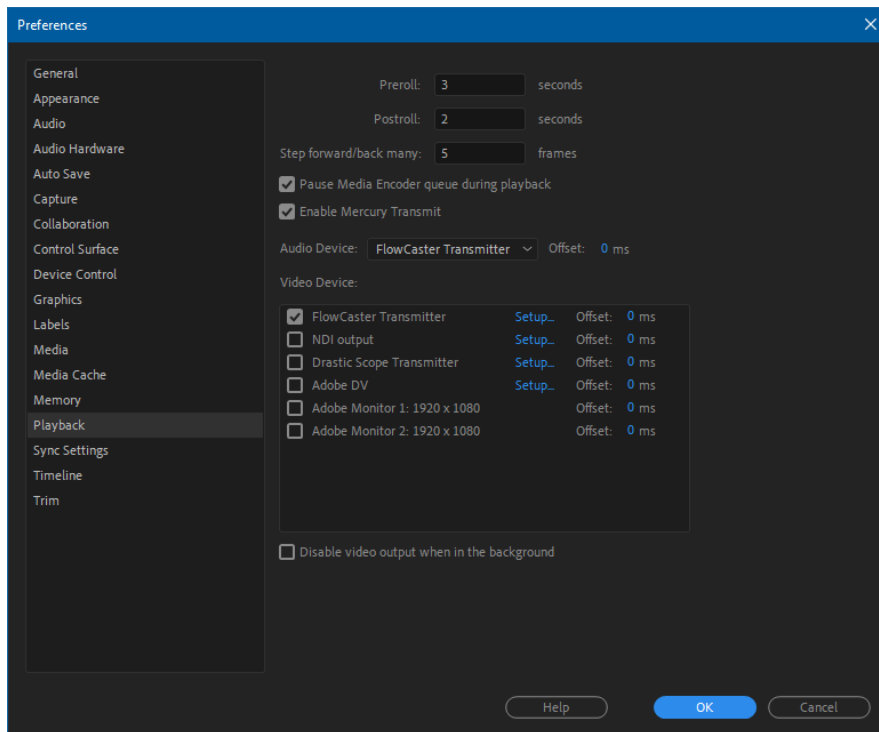 Preferences
General
Appearance
Audio
Audio Hardware
Auto Save
Capture
Collaboration
Control Surface
Device Control
Graphics
Labels
Media
Media Cache
Memory
Playback
Sync Settings
Timeline
Trim
Preroll: 3 seconds
Postroll: 2 seconds
Step forward/back many: 5 frames
Pause Media Encoder queue during playback
Enable Mercury Transmit
Audio Device: FlowCaster Transmitter Offset: 0 ms
Video Device:
FlowCaster Transmitter Setup... Offset: 0 ms
NDI output Setup... Offset: 0 ms
Drastic Scope Transmitter Setup... Offset: 0 ms
Adobe DV Setup... Offset: 0 ms
Adobe Monitor 1: 1920 x 1080 Offset: 0 ms
Adobe Monitor 2: 1920 x 1080 Offset: 0 ms
Disable video output when in the background
Help OK Cancel